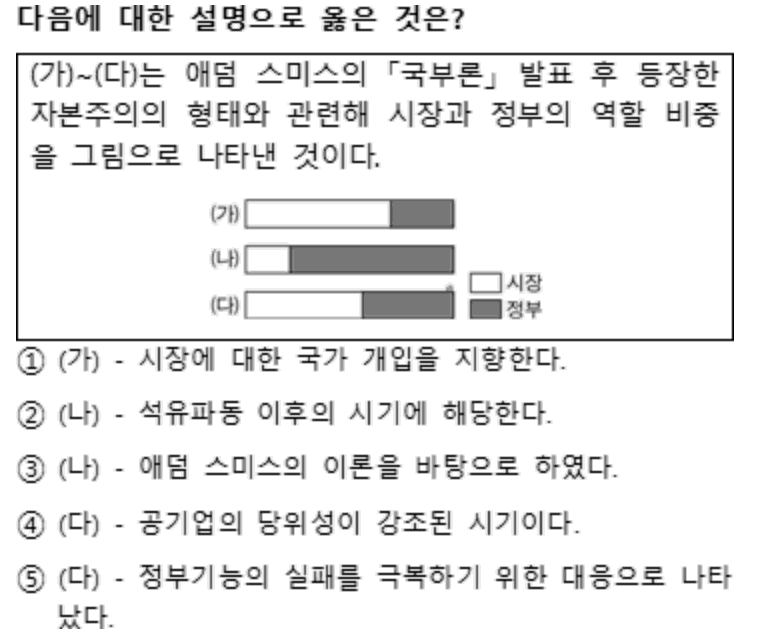 다음에 대한 설명으로 옳은 것은?
(가)~(다)는 애덤 스미스의 「국부론」 발표 후 등장한
자본주의의 형태와 관련해 시장과 정부의 역할 비중
을 그림으로 나타낸 것이다.
(가)
(나)
(다)
시장
정부
① (가) - 시장에 대한 국가 개입을 지향한다.
② (나) - 석유파동 이후의 시기에 해당한다.
③ (나) - 애덤 스미스의 이론을 바탕으로 하였다.
④ (다) - 공기업의 당위성이 강조된 시기이다.
⑤ (다) - 정부기능의 실패를 극복하기 위한 대응으로 나타
났다.